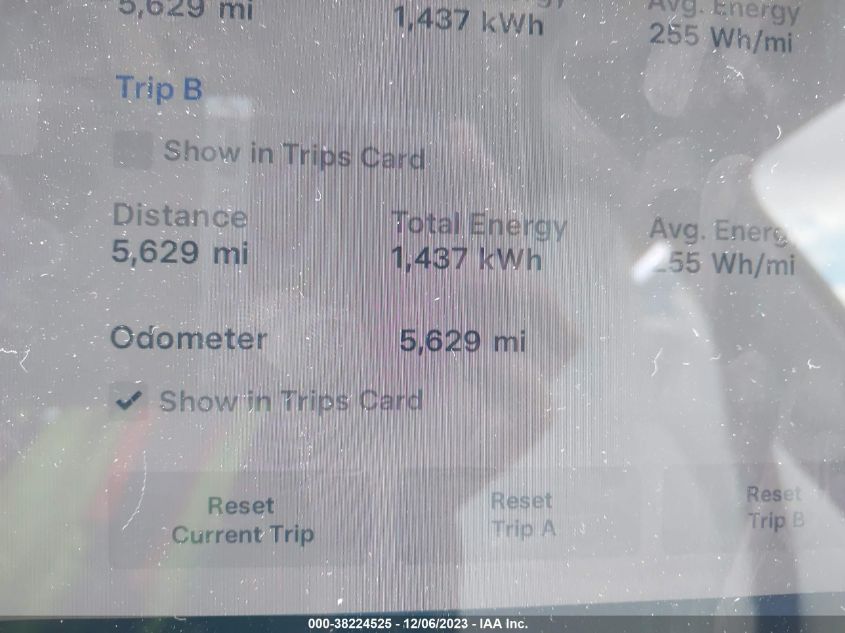 5,629 mi 1,437 kWh Avg. Energy
255 Wh/mi
Trip B
Show in Trips Card
Distance Total Energy Avg. Energ
5,629 mi 1,437 kWh 55 Wh/mi
Odometer 5,629 mi
Show in Trips Card
Reset Reset Reset
Current Trip Trip A Trip B
000-38224525 - 12/06/2023 - IAA Inc.